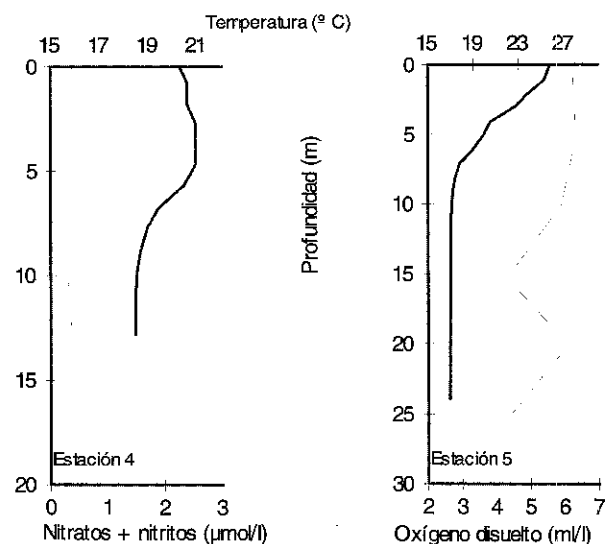 Temperatura (º C)
15 17 19 21
15 19 23 27
0
5
10
15
20
Estación 4
0 1 2 3
Nitratos + nitritos (µmol/l)
Profundidad (m)
0
5
10
15
20
25
30
Estación 5
2 3 4 5 6 7
Oxígeno disuelto (ml/l)